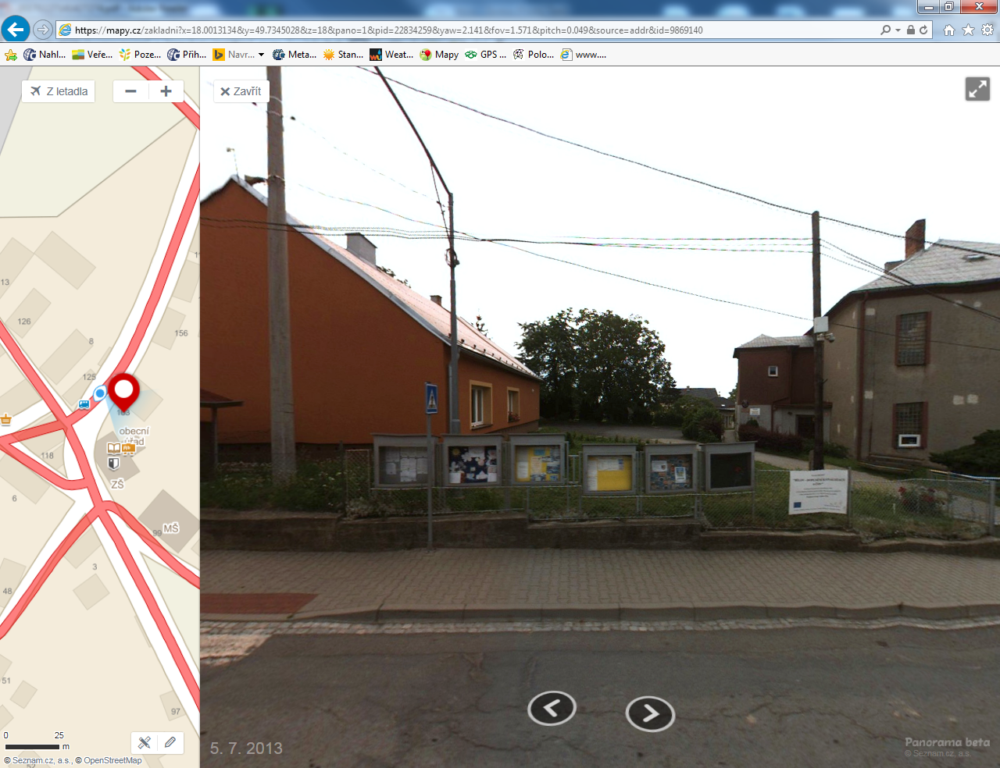 https://mapy.cz/zakladni?x=18.0013134&y=49.7345028&z=18&pano=1&pid=22834259&yaw=2.141&fov=1.571&pitch=0.049&source=addr&id=9869140
Nahl... Veře... Poze... Přih... Navr... Meta... Stan... Weat... Mapy GPS ... Polo... www....
Z letadla
Zavřít
13
126
8
156
125
obecní
úřad
118
ZŠ
6
99 MŠ
3
48
51
97
0 25
m
© Seznam.cz, a.s., © OpenStreetMap
5. 7. 2013
Panorama beta
© Seznam.cz, a.s.